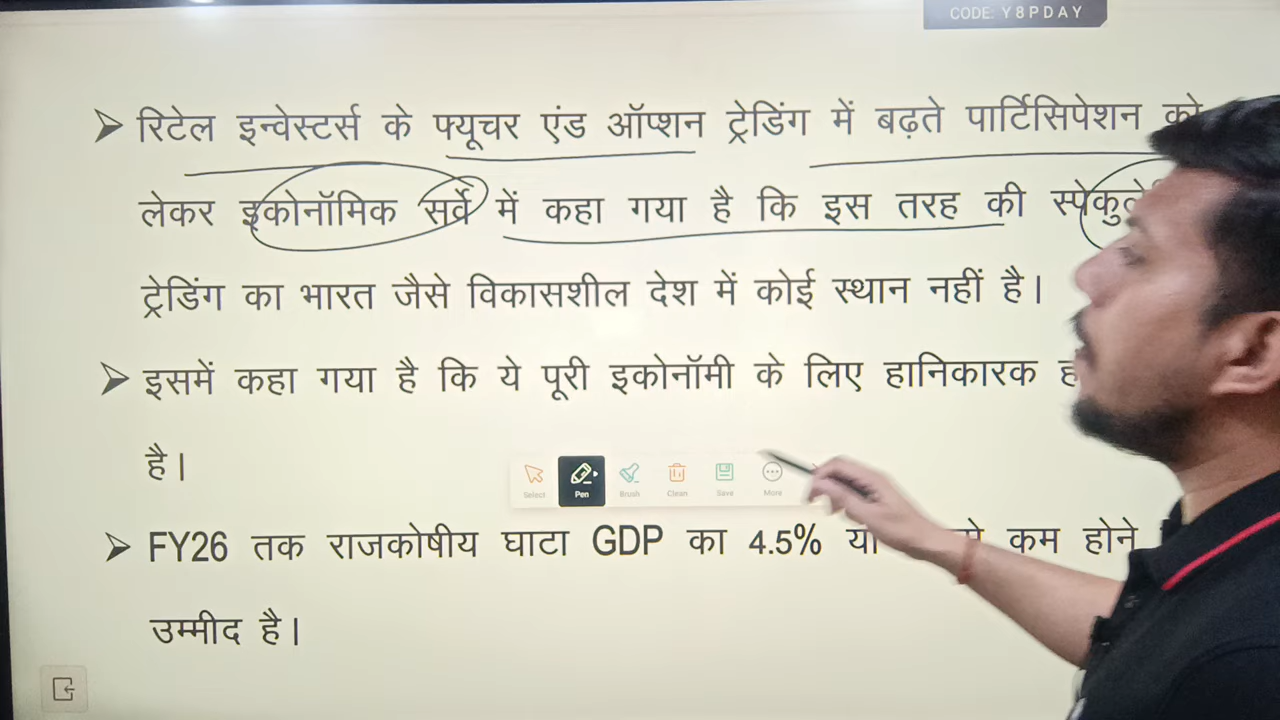 CODE: Y8PDAY
➤ रिटेल इन्वेस्टर्स के फ्यूचर एंड ऑप्शन ट्रेडिंग में बढ़ते पार्टिसिपेशन को
लेकर इकोनॉमिक सर्वे में कहा गया है कि इस तरह की
ट्रेडिंग का भारत जैसे विकासशील देश में कोई स्थान नहीं है।
➤ इसमें कहा गया है कि ये पूरी इकोनॉमी के लिए हानिकारक
है।
Select Pen Brush Clean Save More
➤ FY26 तक राजकोषीय घाटा GDP का 4.5% या कम होने
उम्मीद है।